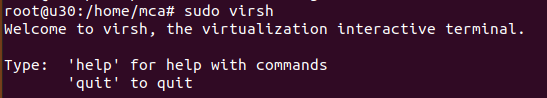 root@u30:/home/mca# sudo virsh
Welcome to virsh, the virtualization interactive terminal.

Type:  'help' for help with commands
       'quit' to quit